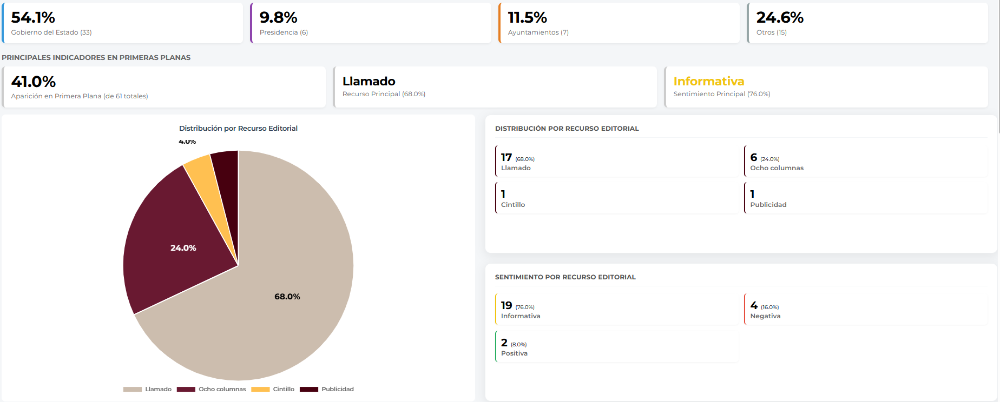 54.1%
Gobierno del Estado (33)
9.8%
Presidencia (6)
11.5%
Ayuntamientos (7)
24.6%
Otros (15)
PRINCIPALES INDICADORES EN PRIMERAS PLANAS
41.0%
Aparición en Primera Plana (de 61 totales)
Llamado
Recurso Principal (68.0%)
Informativa
Sentimiento Principal (76.0%)
Distribución por Recurso Editorial
4.0%
24.0%
68.0%
Llamado Ocho columnas Cintillo Publicidad
DISTRIBUCIÓN POR RECURSO EDITORIAL
17 (68.0%)
Llamado
6 (24.0%)
Ocho columnas
1
Cintillo
1
Publicidad
SENTIMIENTO POR RECURSO EDITORIAL
19 (76.0%)
Informativa
4 (16.0%)
Negativa
2 (8.0%)
Positiva